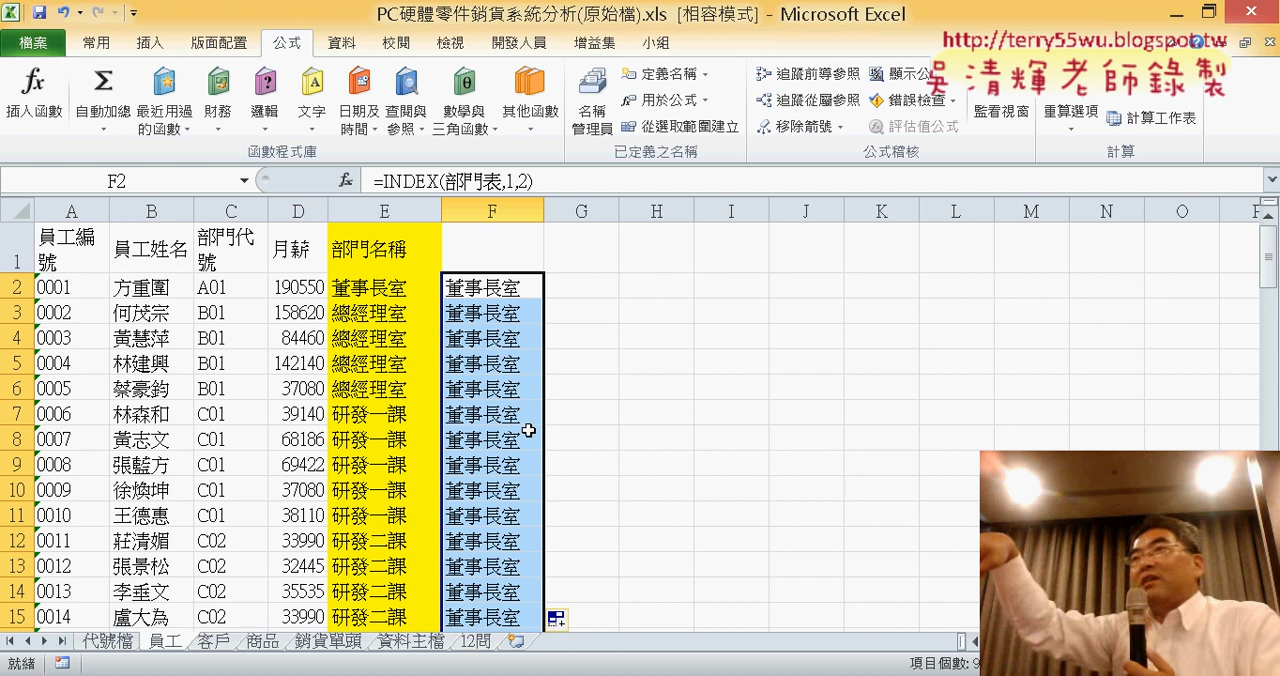 PC硬體零件銷貨系統分析(原始檔).xls [相容模式] - Microsoft Excel
檔案 常用 插入 版面配置 公式 資料 校閱 檢視 開發人員 增益集 小組
http://terry55wu.blogspot.tw
吳清輝老師錄製
插入函數 自動加總 最近用過的函數 財務 邏輯 文字 日期及時間 查閱與參照 數學與三角函數 其他函數
函數程式庫
名稱管理員 定義名稱 用於公式 從選取範圍建立
已定義之名稱
追蹤前導參照 追蹤從屬參照 移除箭號 錯誤檢查 評估值公式 監看視窗
公式稽核
重算選項 計算工作表
計算
F2 fx =INDEX(部門表,1,2)
A B C D E F G H I J K L M N O
1 員工編號 員工姓名 部門代號 月薪 部門名稱
2 0001 方重圍 A01 190550 董事長室 董事長室
3 0002 何茂宗 B01 158620 總經理室 董事長室
4 0003 黃慧萍 B01 84460 總經理室 董事長室
5 0004 林建興 B01 142140 總經理室 董事長室
6 0005 蔡豪鈞 B01 37080 總經理室 董事長室
7 0006 林森和 C01 39140 研發一課 董事長室
8 0007 黃志文 C01 68186 研發一課 董事長室
9 0008 張藍方 C01 69422 研發一課 董事長室
10 0009 徐煥坤 C01 37080 研發一課 董事長室
11 0010 王德惠 C01 38110 研發一課 董事長室
12 0011 莊清媚 C02 33990 研發二課 董事長室
13 0012 張景松 C02 32445 研發二課 董事長室
14 0013 李垂文 C02 35535 研發二課 董事長室
15 0014 盧大為 C02 33990 研發二課 董事長室
代號檔 員工 客戶 商品 銷貨單頭 資料主檔 12問
就緒 項目個數: